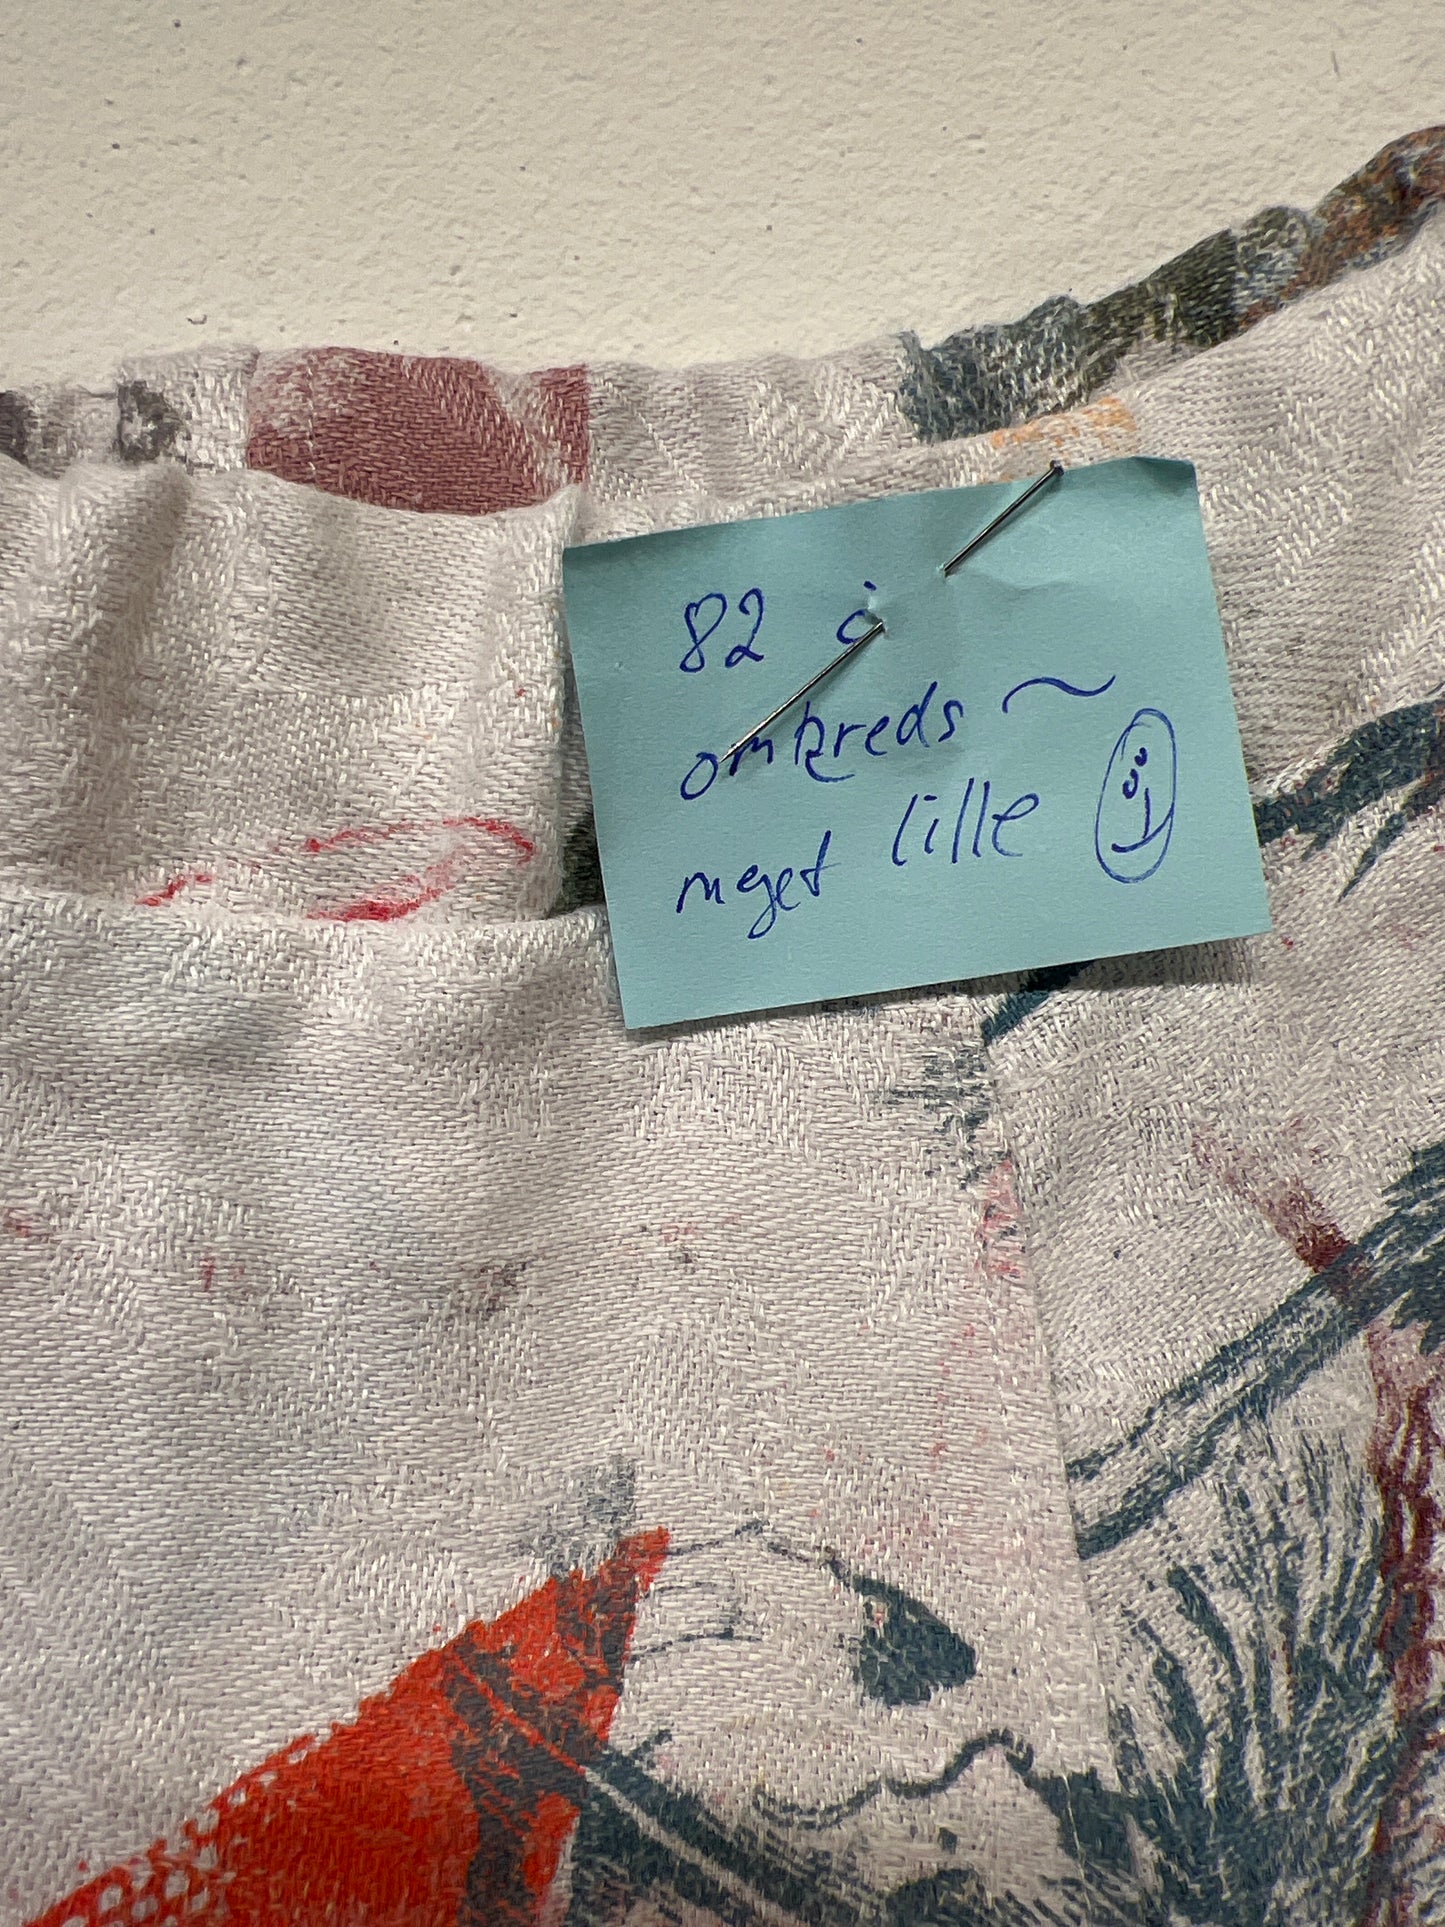 82 i
omkreds ~
meget lille